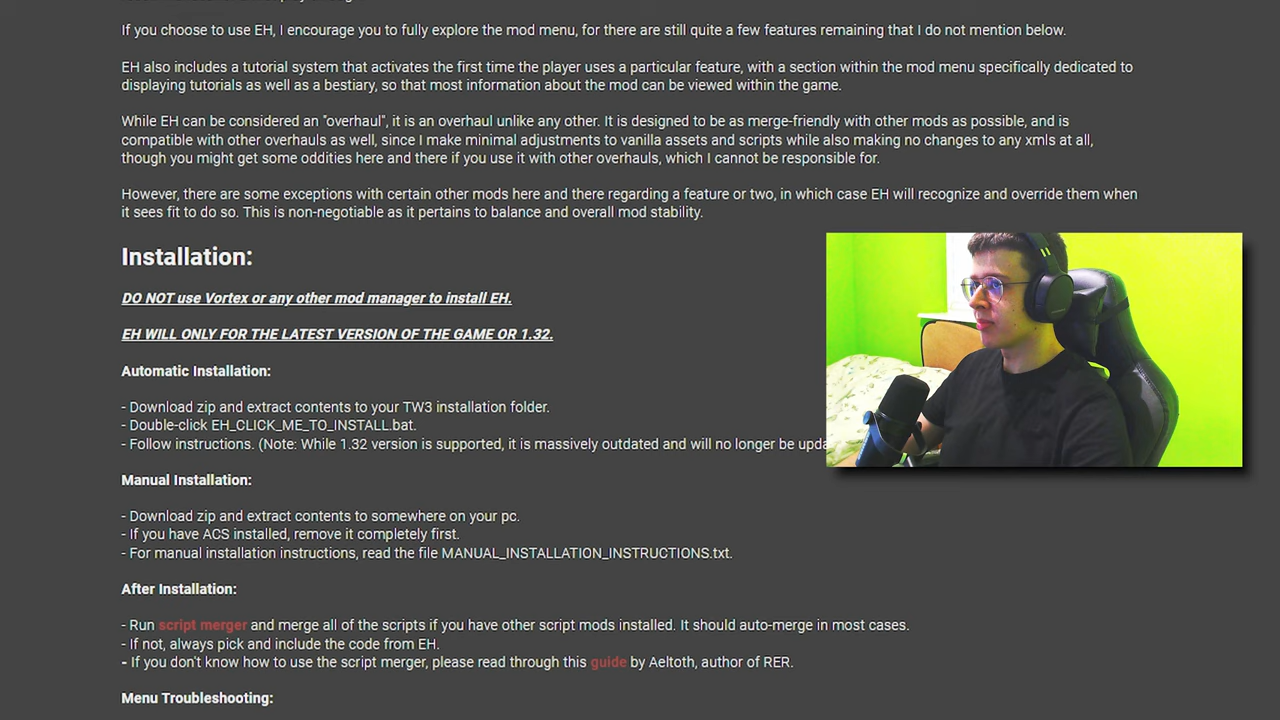 If you choose to use EH, I encourage you to fully explore the mod menu, for there are still quite a few features remaining that I do not mention below.
EH also includes a tutorial system that activates the first time the player uses a particular feature, with a section within the mod menu specifically dedicated to
displaying tutorials as well as a bestiary, so that most information about the mod can be viewed within the game.
While EH can be considered an "overhaul", it is an overhaul unlike any other. It is designed to be as merge-friendly with other mods as possible, and is
compatible with other overhauls as well, since I make minimal adjustments to vanilla assets and scripts while also making no changes to any xmls at all,
though you might get some oddities here and there if you use it with other overhauls, which I cannot be responsible for.
However, there are some exceptions with certain other mods here and there regarding a feature or two, in which case EH will recognize and override them when
it sees fit to do so. This is non-negotiable as it pertains to balance and overall mod stability.
Installation:
DO NOT use Vortex or any other mod manager to install EH.
EH WILL ONLY FOR THE LATEST VERSION OF THE GAME OR 1.32.
Automatic Installation:
- Download zip and extract contents to your TW3 installation folder.
- Double-click EH_CLICK_ME_TO_INSTALL.bat.
- Follow instructions. (Note: While 1.32 version is supported, it is massively outdated and will no longer be upda
Manual Installation:
- Download zip and extract contents to somewhere on your pc.
- If you have ACS installed, remove it completely first.
- For manual installation instructions, read the file MANUAL_INSTALLATION_INSTRUCTIONS.txt.
After Installation:
- Run script merger and merge all of the scripts if you have other script mods installed. It should auto-merge in most cases.
- If not, always pick and include the code from EH.
- If you don't know how to use the script merger, please read through this guide by Aeltoth, author of RER.
Menu Troubleshooting: